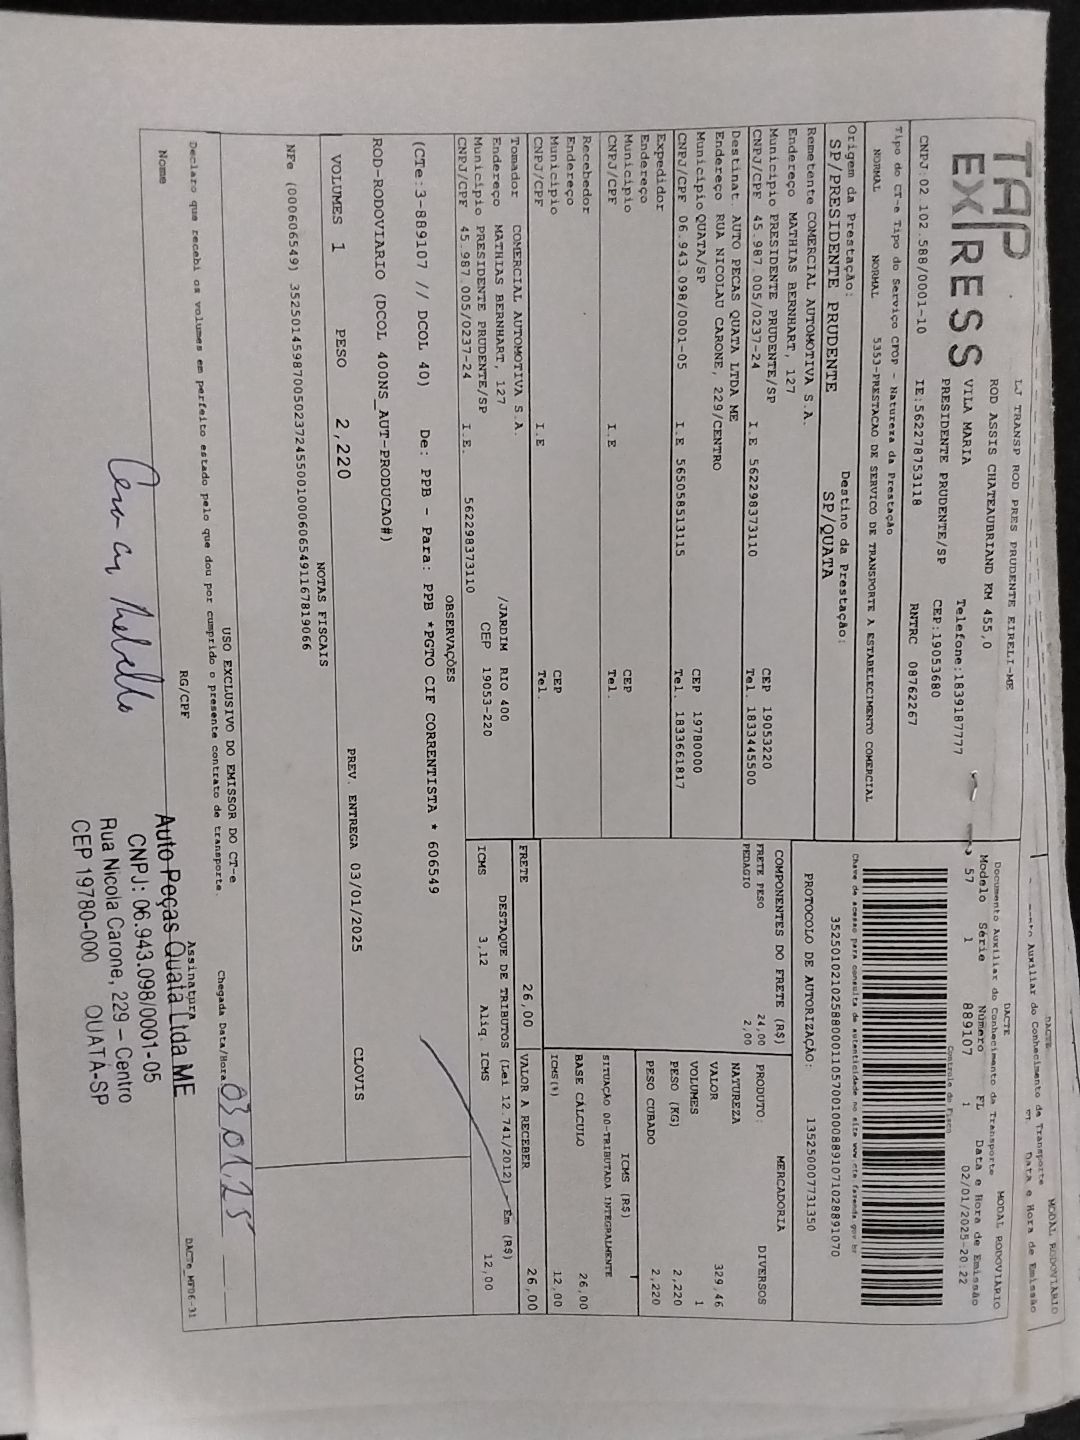 TAP
EXPRESS
LJ TRANSP ROD PRES PRUDENTE EIRELI-ME
ROD ASSIS CHATEAUBRIAND KM 455,0
VILA MARIA Telefone:1839187777
PRESIDENTE PRUDENTE/SP CEP:19053680
CNPJ:02.102.588/0001-10 IE:562278753118 RNTRC 08762267
DACTE MODAL RODOVIÁRIO
Auxiliar do Conhecimento de Transporte
Data e Hora de Emissão
DACTE MODAL RODOVIÁRIO
Documento Auxiliar do Conhecimento de Transporte
Modelo Série Número FL Data e Hora de Emissão
57 1 889107 1 02/01/2025-20:22
Controle do Fisco
Chave de acesso para consulta de autenticidade no site www.cte.fazenda.gov.br
35250102102588000110570010008891071028891070
PROTOCOLO DE AUTORIZAÇÃO: 135250007731350
Tipo do CT-e Tipo do Serviço CFOP - Natureza da Prestação
NORMAL NORMAL 5353-PRESTACAO DE SERVICO DE TRANSPORTE A ESTABELECIMENTO COMERCIAL
Origem da Prestação: Destino da Prestação:
SP/PRESIDENTE PRUDENTE SP/QUATA
Remetente COMERCIAL AUTOMOTIVA S.A.
Endereço MATHIAS BERNHART, 127
Município PRESIDENTE PRUDENTE/SP CEP 19053220
CNPJ/CPF 45.987.005/0237-24 I.E 562298373110 Tel. 1833445500
Destinat. AUTO PECAS QUATA LTDA ME
Endereço RUA NICOLAU CARONE, 229/CENTRO
Município QUATA/SP CEP 19780000
CNPJ/CPF 06.943.098/0001-05 I.E 565058513115 Tel. 1833661817
Expedidor
Endereço
Município CEP
CNPJ/CPF I.E Tel.
Recebedor
Endereço
Município CEP
CNPJ/CPF I.E Tel.
Tomador COMERCIAL AUTOMOTIVA S.A.
Endereço MATHIAS BERNHART, 127 /JARDIM RIO 400
Município PRESIDENTE PRUDENTE/SP CEP 19053-220
CNPJ/CPF 45.987.005/0237-24 I.E. 562298373110
COMPONENTES DO FRETE (R$)
FRETE PESO 24,00
PEDAGIO 2,00
PRODUTO: MERCADORIA
NATUREZA DIVERSOS
VALOR 329,46
VOLUMES 1
PESO (KG) 2,220
PESO CUBADO 2,220
ICMS (R$)
SITUAÇÃO 00-TRIBUTADA INTEGRALMENTE
BASE CÁLCULO 26,00
ICMS(%) 12,00
FRETE 26,00 VALOR A RECEBER 26,00
DESTAQUE DE TRIBUTOS (Lei 12.741/2012) - Em (R$)
ICMS 3,12 Aliq. ICMS 12,00
OBSERVAÇÕES
(CTe:3-889107 // DCOL 40) De: PPB - Para: PPB *PGTO CIF CORRENTISTA * 606549
ROD-RODOVIARIO (DCOL 400NS_AUT-PRODUCAO#)
VOLUMES 1 PESO 2,220 PREV. ENTREGA 03/01/2025 CLOVIS
NOTAS FISCAIS
NFe (000606549) 35250145987005023724550010006065491167819066
USO EXCLUSIVO DO EMISSOR DO CT-e
Declaro que recebi os volumes em perfeito estado pelo que dou por cumprido o presente contrato de transporte. Chegada Data/Hora 03.01.25
Nome RG/CPF Assinatura DACTe_MF06-31
Auto Peças Quatá Ltda ME
CNPJ: 06.943.098/0001-05
Rua Nicola Carone, 229 – Centro
CEP 19780-000 QUATÁ-SP